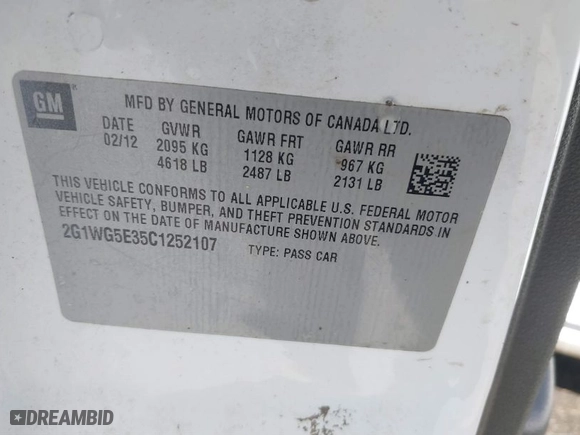 GM
MFD BY GENERAL MOTORS OF CANADA LTD.
DATE GVWR GAWR FRT GAWR RR
02/12 2095 KG 1128 KG 967 KG
4618 LB 2487 LB 2131 LB
THIS VEHICLE CONFORMS TO ALL APPLICABLE U.S. FEDERAL MOTOR
VEHICLE SAFETY, BUMPER, AND THEFT PREVENTION STANDARDS IN
EFFECT ON THE DATE OF MANUFACTURE SHOWN ABOVE.
2G1WG5E35C1252107 TYPE: PASS CAR
DREAMBID